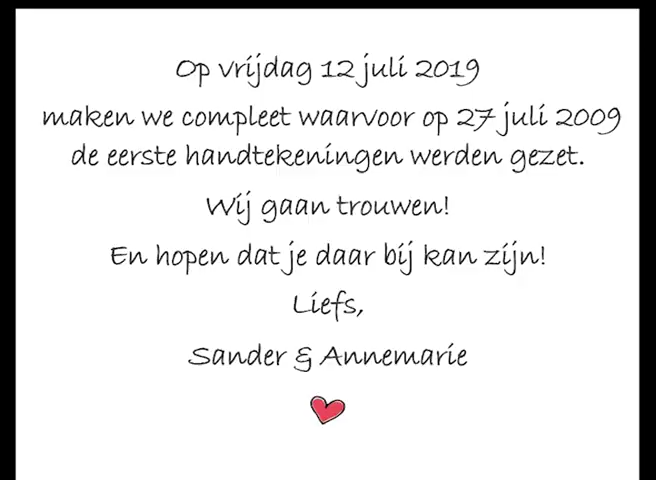 Op vrijdag 12 juli 2019
maken we compleet waarvoor op 27 juli 2009
de eerste handtekeningen werden gezet.
Wij gaan trouwen!
En hopen dat je daar bij kan zijn!
Liefs,
Sander & Annemarie